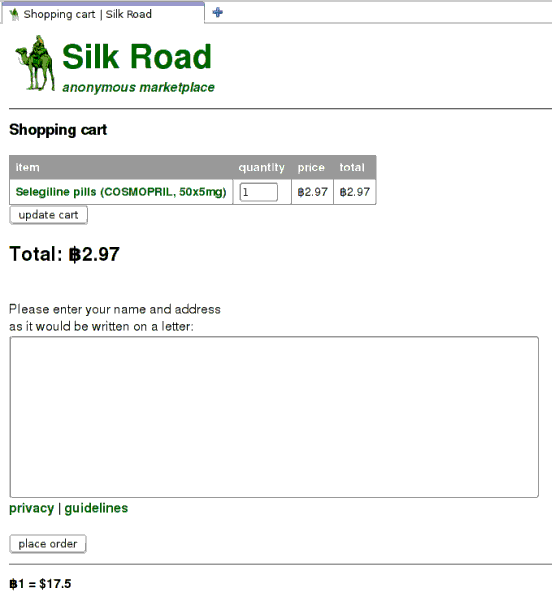 Shopping cart | Silk Road
Silk Road
anonymous marketplace
Shopping cart
item quantity price total
Selegiline pills (COSMOPRIL, 50x5mg) 1 ฿2.97 ฿2.97
update cart
Total: ฿2.97
Please enter your name and address
as it would be written on a letter:
privacy | guidelines
place order
฿1 = $17.5